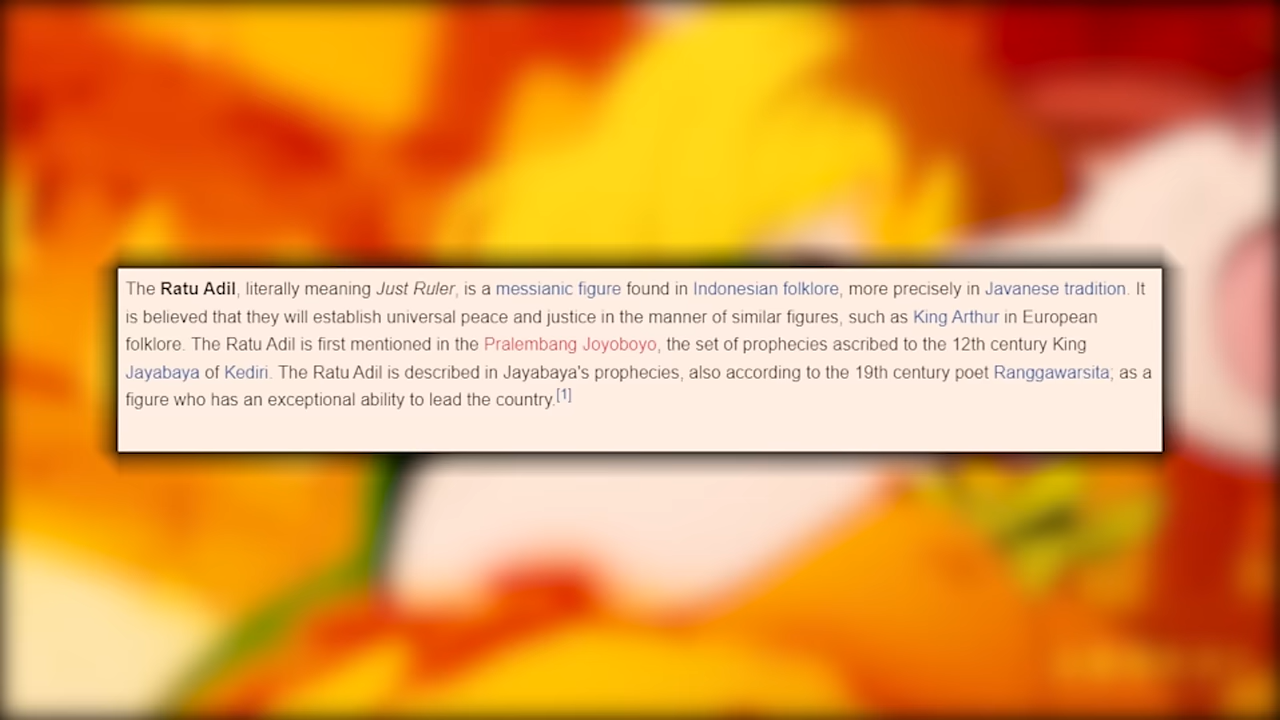 The Ratu Adil, literally meaning Just Ruler, is a messianic figure found in Indonesian folklore, more precisely in Javanese tradition. It
is believed that they will establish universal peace and justice in the manner of similar figures, such as King Arthur in European
folklore. The Ratu Adil is first mentioned in the Pralembang Joyoboyo, the set of prophecies ascribed to the 12th century King
Jayabaya of Kediri. The Ratu Adil is described in Jayabaya's prophecies, also according to the 19th century poet Ranggawarsita; as a
figure who has an exceptional ability to lead the country.[1]